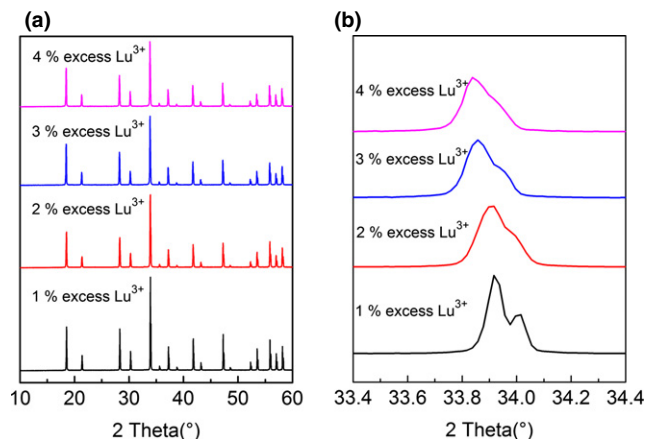 (a)
4 % excess Lu³⁺
3 % excess Lu³⁺
2 % excess Lu³⁺
1 % excess Lu³⁺
10 20 30 40 50 60
2 Theta(°)
(b)
4 % excess Lu³⁺
3 % excess Lu³⁺
2 % excess Lu³⁺
1 % excess Lu³⁺
33.4 33.6 33.8 34.0 34.2 34.4
2 Theta(°)